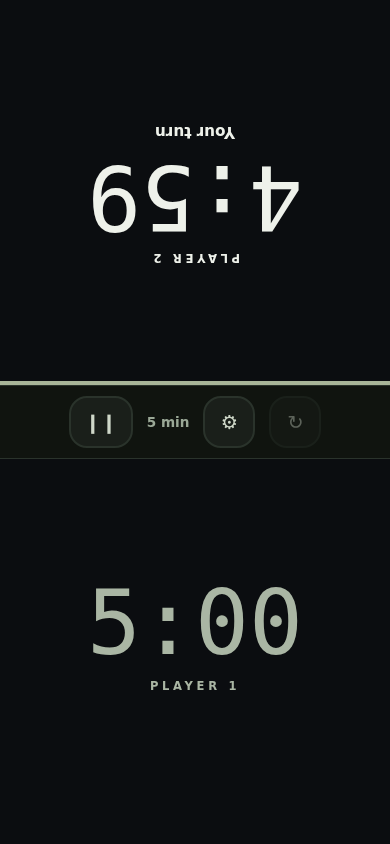 PLAYER 2
4:59
Your turn
❙❙ 5 min ⚙ ↻
5:00
PLAYER 1